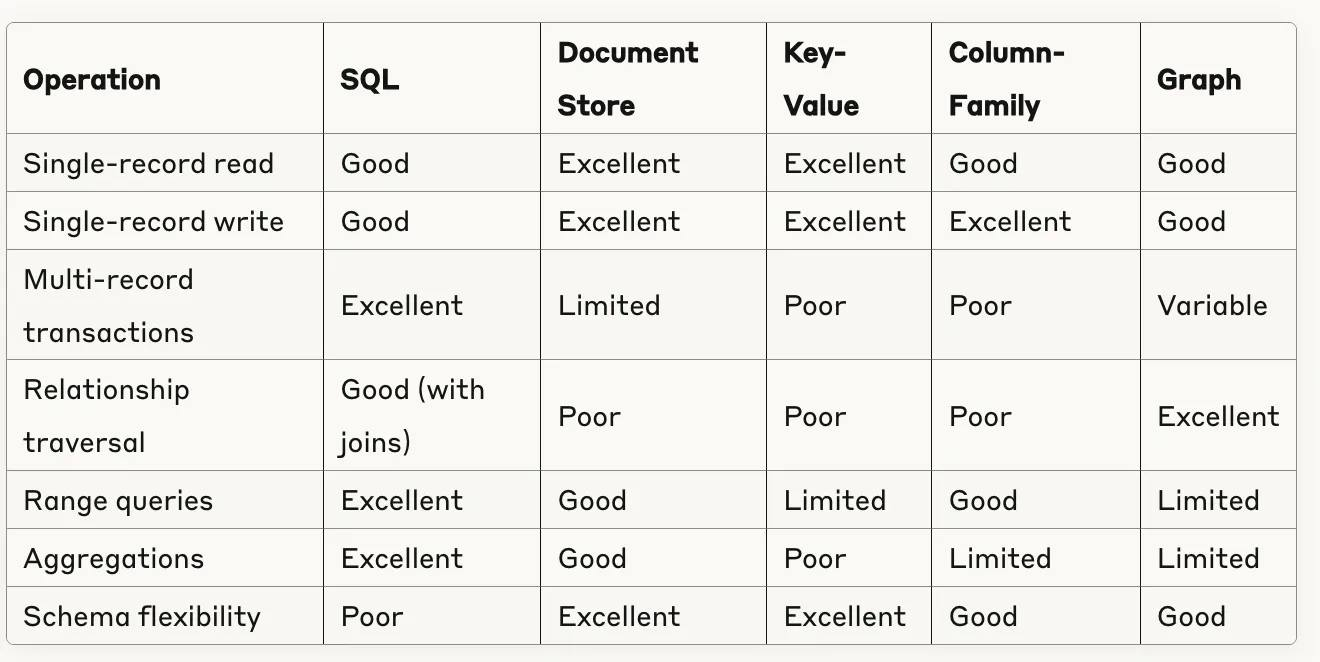 Operation SQL Document Store Key-Value Column-Family Graph
Single-record read Good Excellent Excellent Good Good
Single-record write Good Excellent Excellent Excellent Good
Multi-record transactions Excellent Limited Poor Poor Variable
Relationship traversal Good (with joins) Poor Poor Poor Excellent
Range queries Excellent Good Limited Good Limited
Aggregations Excellent Good Poor Limited Limited
Schema flexibility Poor Excellent Excellent Good Good